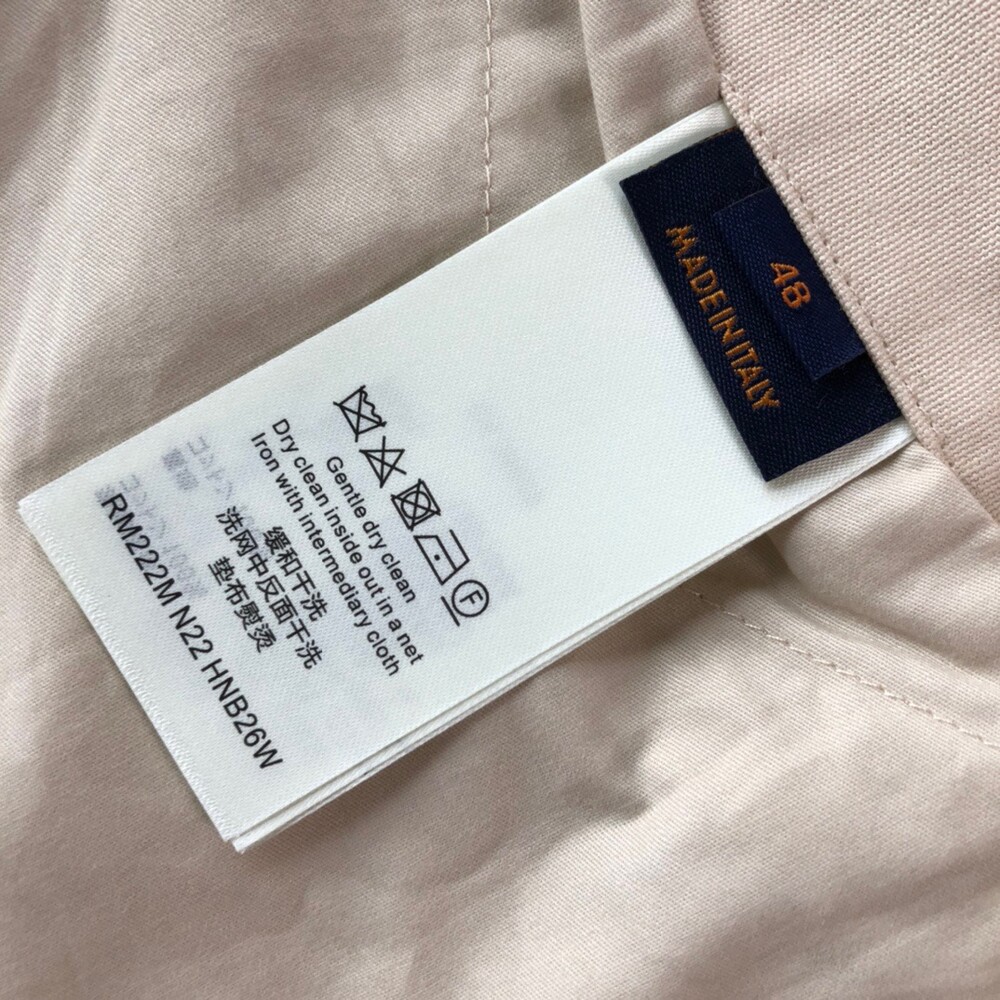 MADE IN ITALY
48
F
Gentle dry clean
Dry clean inside out in a net
Iron with intermediary cloth
缓和干洗
洗网中反面干洗
垫布熨烫
RM222M N22 HNB26W